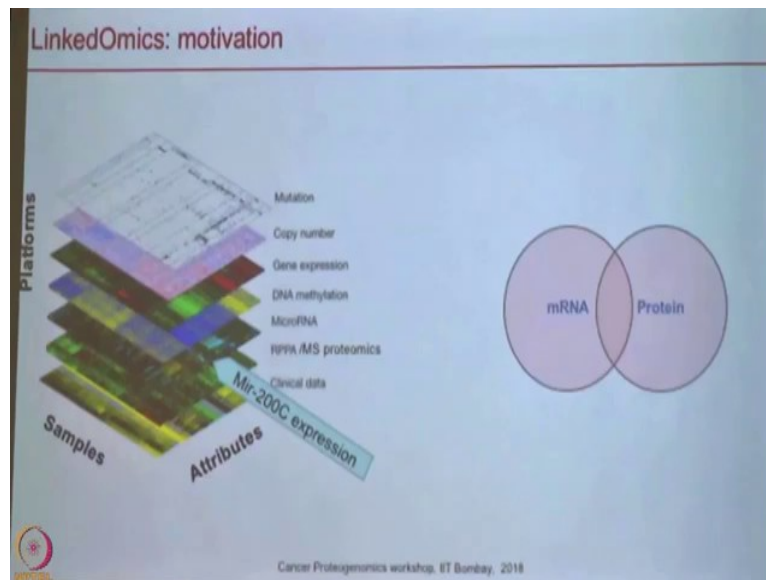 LinkedOmics: motivation
Platforms
Mutation
Copy number
Gene expression
DNA methylation
MicroRNA
RPPA /MS proteomics
Clinical data
Mir-200C expression
Samples
Attributes
mRNA
Protein
Cancer Proteogenomics workshop, IIT Bombay, 2018